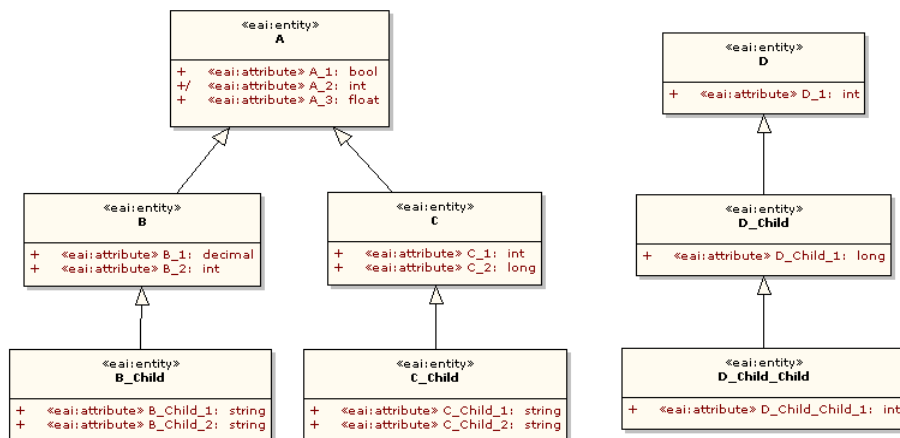 «eai:entity»
A
+ «eai:attribute» A_1: bool
+/ «eai:attribute» A_2: int
+ «eai:attribute» A_3: float
«eai:entity»
D
+ «eai:attribute» D_1: int
«eai:entity»
B
+ «eai:attribute» B_1: decimal
+ «eai:attribute» B_2: int
«eai:entity»
C
+ «eai:attribute» C_1: int
+ «eai:attribute» C_2: long
«eai:entity»
D_Child
+ «eai:attribute» D_Child_1: long
«eai:entity»
B_Child
+ «eai:attribute» B_Child_1: string
+ «eai:attribute» B_Child_2: string
«eai:entity»
C_Child
+ «eai:attribute» C_Child_1: string
+ «eai:attribute» C_Child_2: string
«eai:entity»
D_Child_Child
+ «eai:attribute» D_Child_Child_1: int